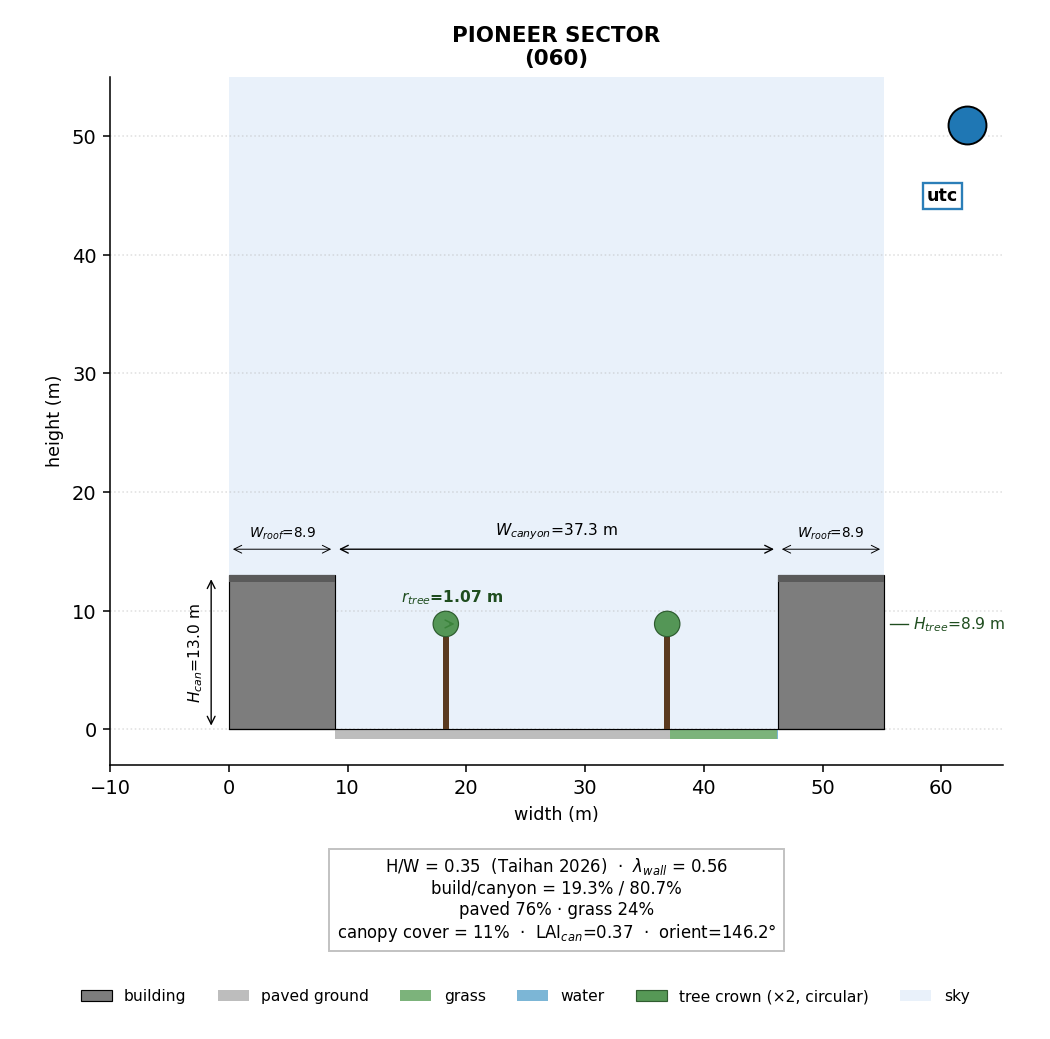 PIONEER SECTOR
(060)
50
utc
40
30
height (m)
20
W_roof=8.9
W_canyon=37.3 m
W_roof=8.9
10
r_tree=1.07 m
H_can=13.0 m
H_tree=8.9 m
0
−10
0
10
20
30
40
50
60
width (m)
H/W = 0.35 (Taihan 2026) · λ_wall = 0.56
build/canyon = 19.3% / 80.7%
paved 76% · grass 24%
canopy cover = 11% · LAI_can=0.37 · orient=146.2°
building
paved ground
grass
water
tree crown (×2, circular)
sky